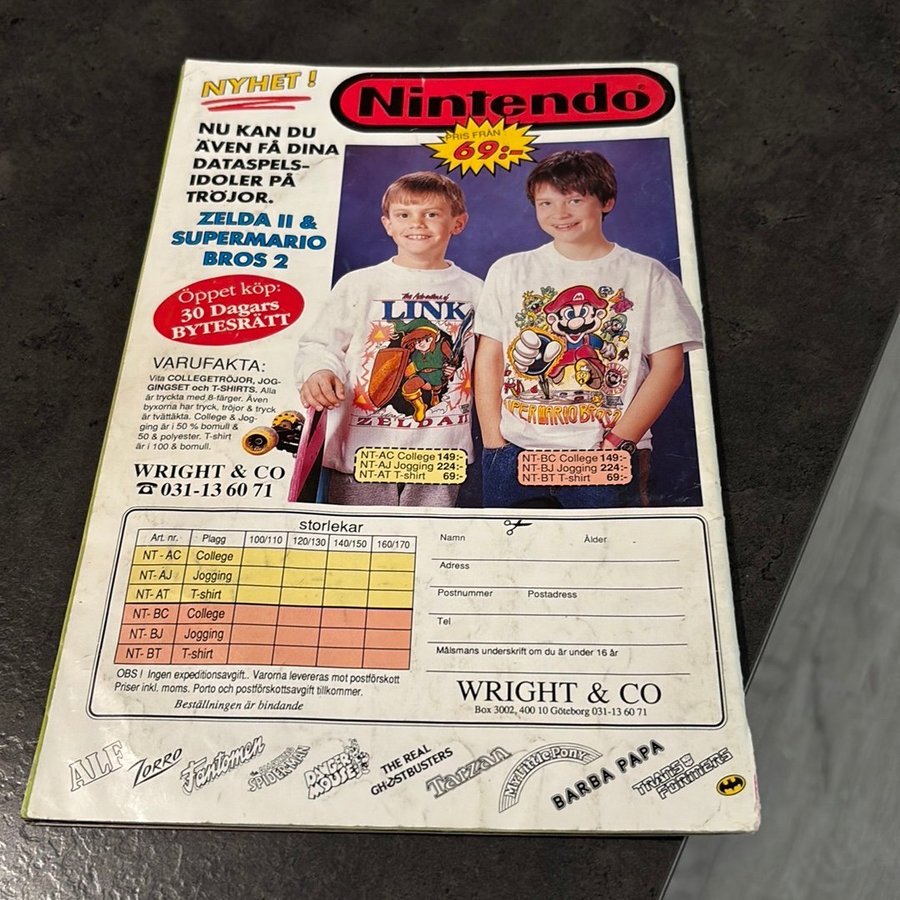 NYHET!
Nintendo®
PRIS FRÅN
69:-
NU KAN DU
ÄVEN FÅ DINA
DATASPELS-
IDOLER PÅ
TRÖJOR.
ZELDA II &
SUPERMARIO
BROS 2
Öppet köp:
30 Dagars
BYTESRÄTT
VARUFAKTA:
Vita COLLEGETRÖJOR, JOG-
GINGSET och T-SHIRTS. Alla
är tryckta med 8-färger. Även
byxorna har tryck, tröjor & tryck
är tvättäkta. College & Jog-
ging är i 50 % bomull &
50 & polyester. T-shirt
är i 100 & bomull.
WRIGHT & CO
☎ 031-13 60 71
The Adventure of
LINK
ZELDA II
SUPER MARIO BROS 2
NT-AC College 149:-
NT-AJ Jogging 224:-
NT-AT T-shirt 69:-
NT-BC College 149:-
NT-BJ Jogging 224:-
NT-BT T-shirt 69:-
storlekar
Art. nr. Plagg 100/110 120/130 140/150 160/170
NT - AC College
NT- AJ Jogging
NT- AT T-shirt
NT- BC College
NT- BJ Jogging
NT- BT T-shirt
OBS ! Ingen expeditionsavgift.. Varorna levereras mot postförskott
Priser inkl. moms. Porto och postförskottsavgift tillkommer.
Beställningen är bindande
Namn Ålder
Adress
Postnummer Postadress
Tel
Målsmans underskrift om du är under 16 år
WRIGHT & CO
Box 3002, 400 10 Göteborg 031-13 60 71
ALF
ZORRO
Fantomen
SPIDERMAN
DANGER MOUSE
THE REAL
GHOSTBUSTERS
Tarzan
My Little Pony
BARBA PAPA
TRANSFORMERS